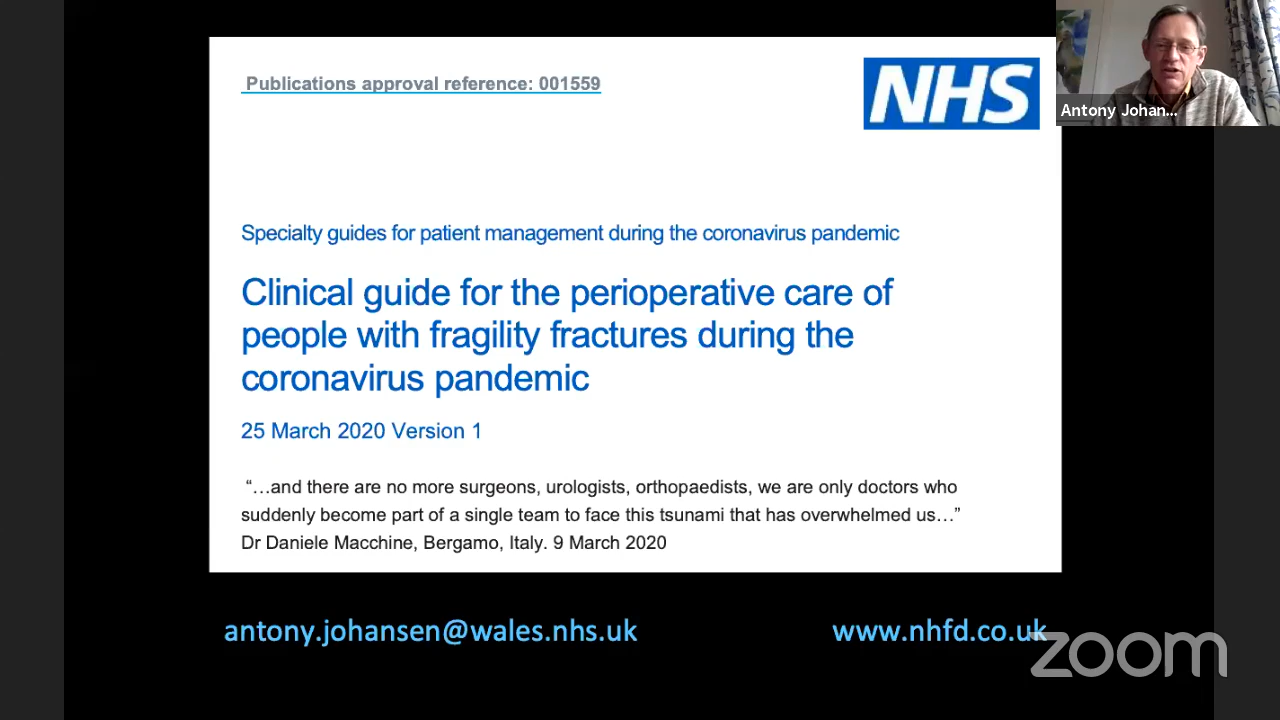 Publications approval reference: 001559
NHS
Antony Johan...
Specialty guides for patient management during the coronavirus pandemic
Clinical guide for the perioperative care of
people with fragility fractures during the
coronavirus pandemic
25 March 2020 Version 1
“…and there are no more surgeons, urologists, orthopaedists, we are only doctors who
suddenly become part of a single team to face this tsunami that has overwhelmed us…”
Dr Daniele Macchine, Bergamo, Italy. 9 March 2020
antony.johansen@wales.nhs.uk
www.nhfd.co.uk
zoom